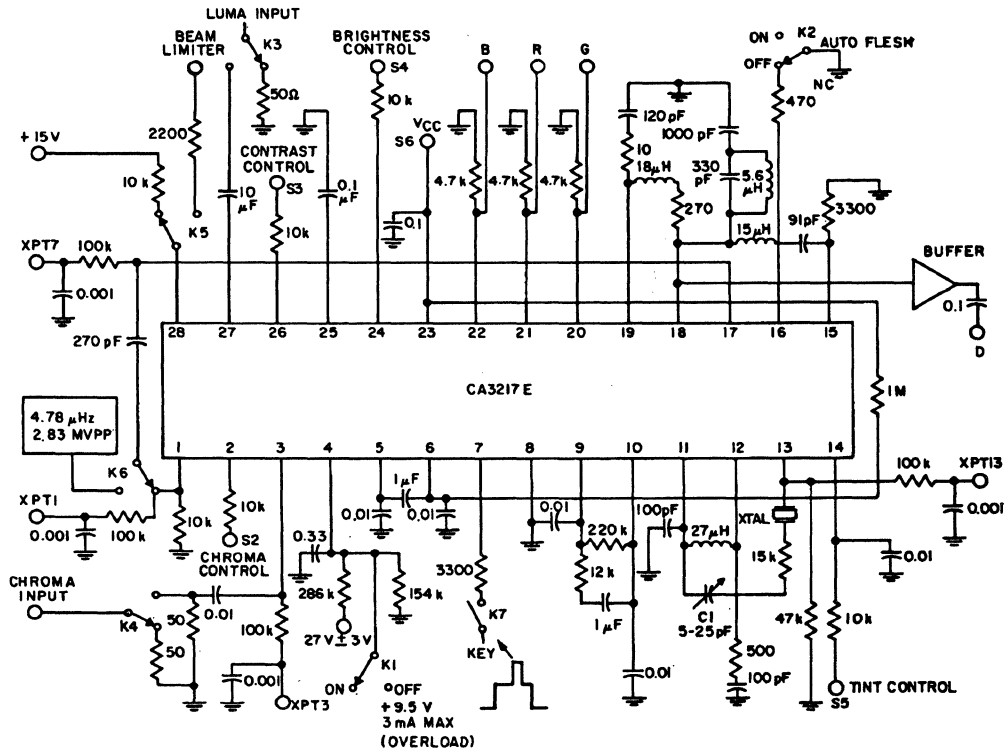 LUMA INPUT
BEAM
LIMITER
K3
BRIGHTNESS
CONTROL
S4
B
R
G
ON
K2
AUTO FLESH
OFF
NC
50Ω
10k
470
120 pF
1000 pF
+15V
2200
VCC
S6
10
18µH
330
pF
5.6
µH
10k
CONTRAST
CONTROL
S3
10
µF
0.1
µF
4.7k
4.7k
4.7k
270
3300
91pF
K5
10k
0.1
15µH
XPT7
100k
BUFFER
0.001
0.1
D
28
27
26
25
24
23
22
21
20
19
18
17
16
15
270 pF
CA3217E
1M
4.78 µHz
2.83 MVPP
1
2
3
4
5
6
7
8
9
10
11
12
13
14
K6
1µF
100k
XPT13
XPT1
0.001
100k
10k
10k
S2
CHROMA
CONTROL
0.01
0.01
0.01
220k
100pF
27µH
XTAL
0.001
0.33
3300
12k
15k
0.01
CHROMA
INPUT
0.01
286k
154k
K7
1µF
C1
5-25pF
47k
10k
K4
50
50
100k
27V±3V
KEY
500
0.001
K1
0.01
100pF
XPT3
ON
OFF
+9.5 V
3mA MAX
(OVERLOAD)
S5
TINT CONTROL